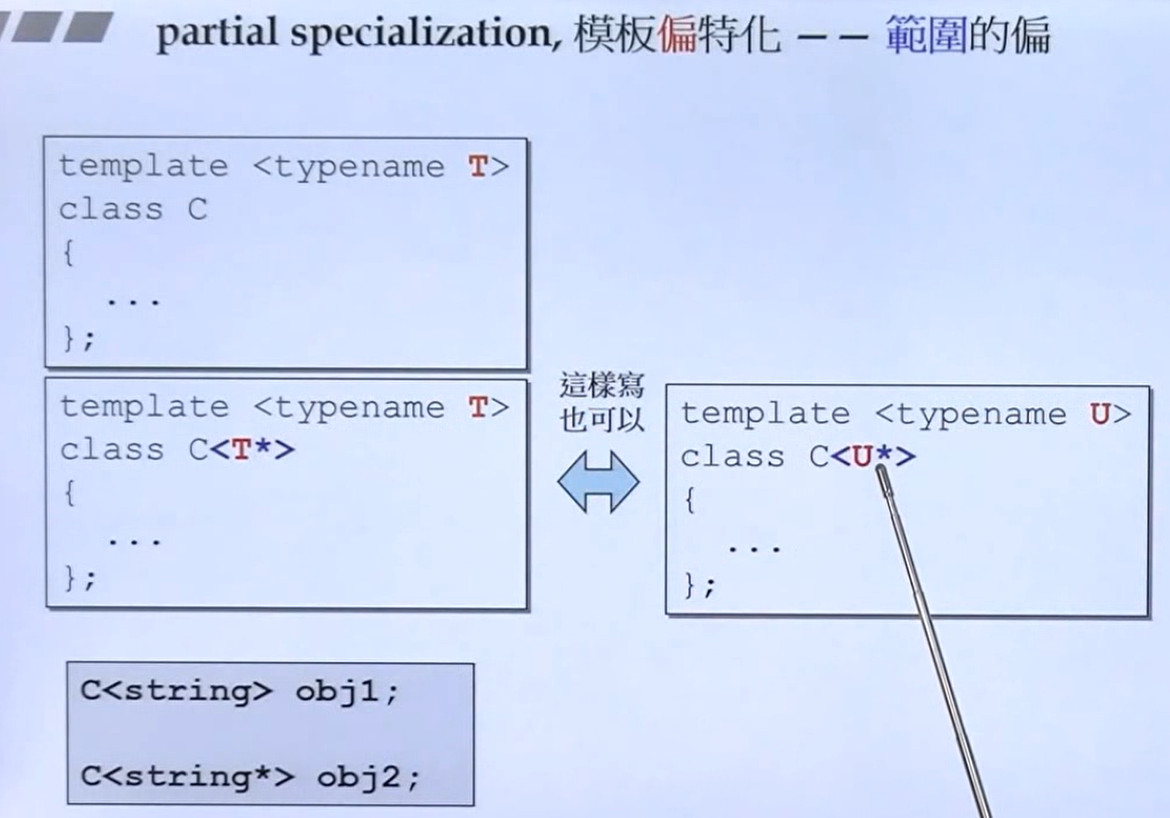 partial specialization, 模板偏特化 —— 範圍的偏
template <typename T>
class C
{
...
};
template <typename T>
class C<T*>
{
...
};
這樣寫
也可以
template <typename U>
class C<U*>
{
...
};
C<string> obj1;
C<string*> obj2;